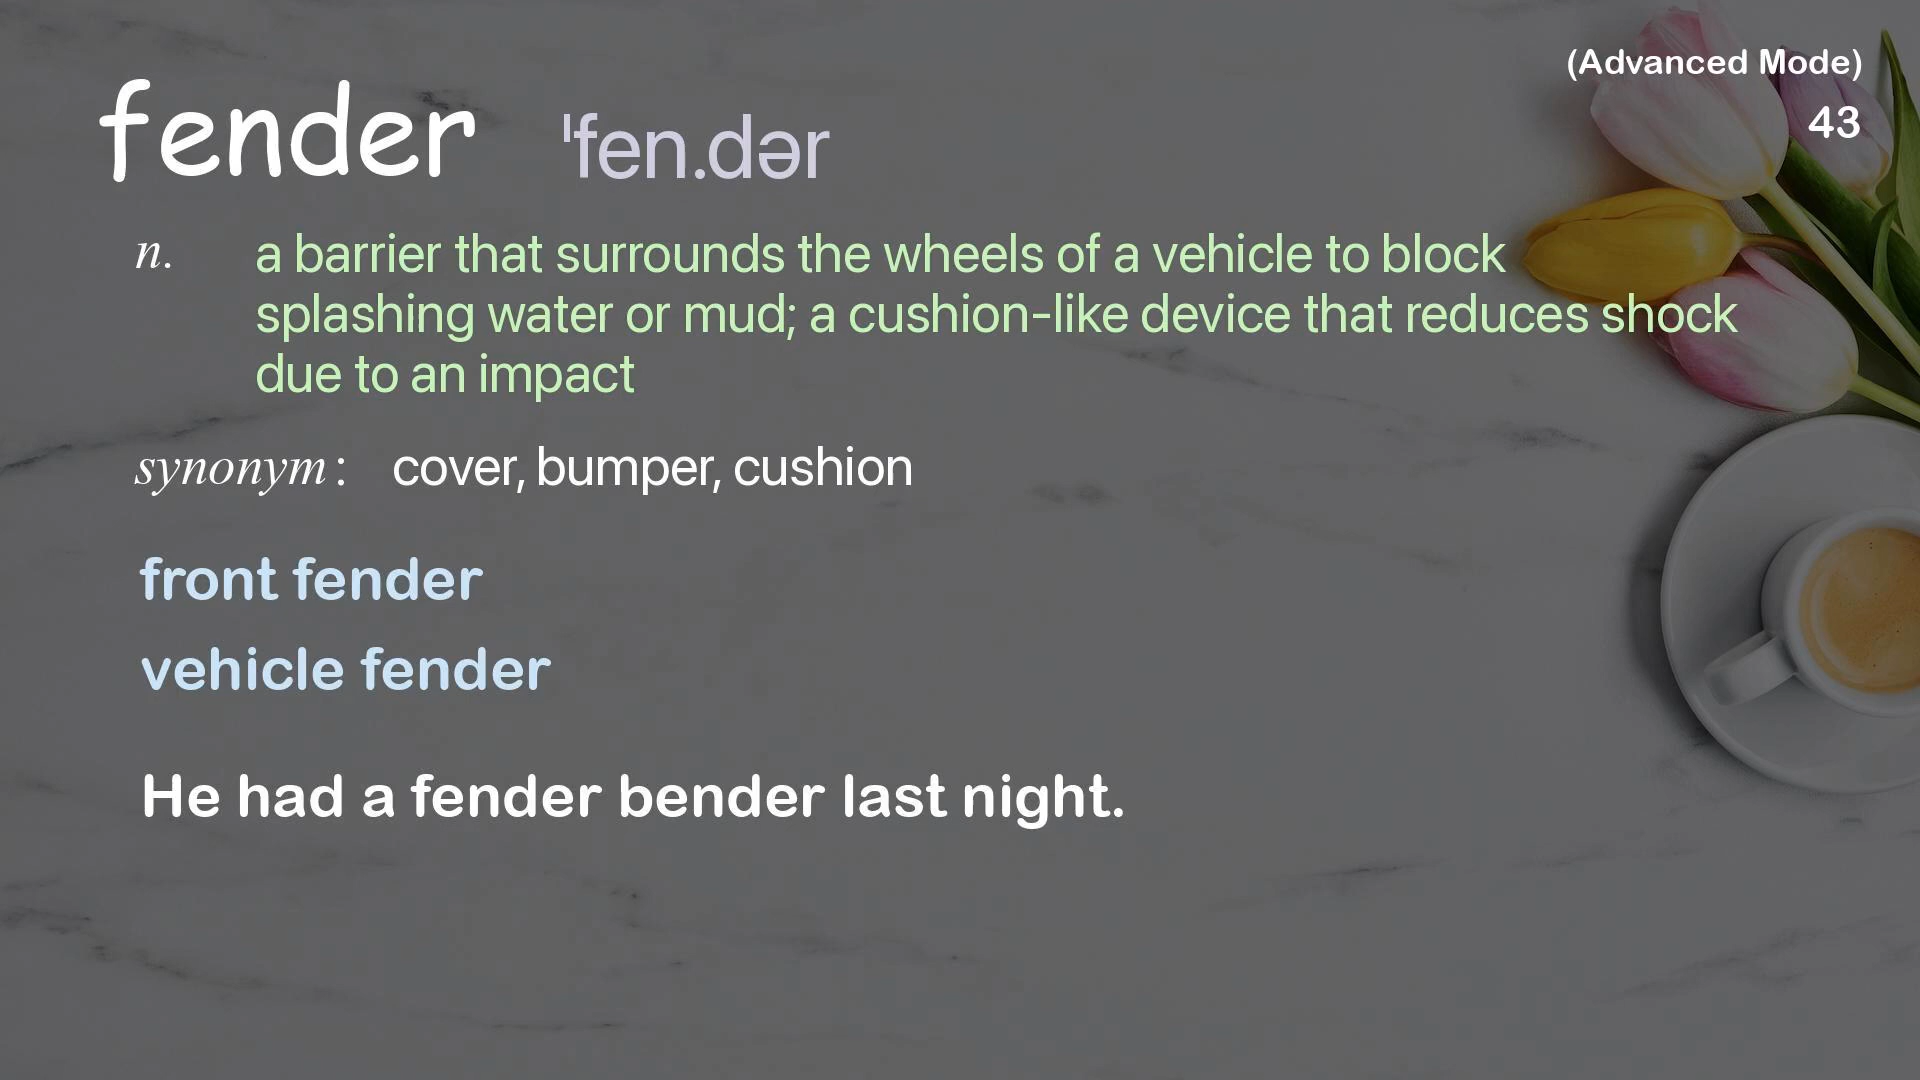 (Advanced Mode)
43
fender ˈfen.dər
n. a barrier that surrounds the wheels of a vehicle to block
splashing water or mud; a cushion-like device that reduces shock
due to an impact
synonym: cover, bumper, cushion
front fender
vehicle fender
He had a fender bender last night.